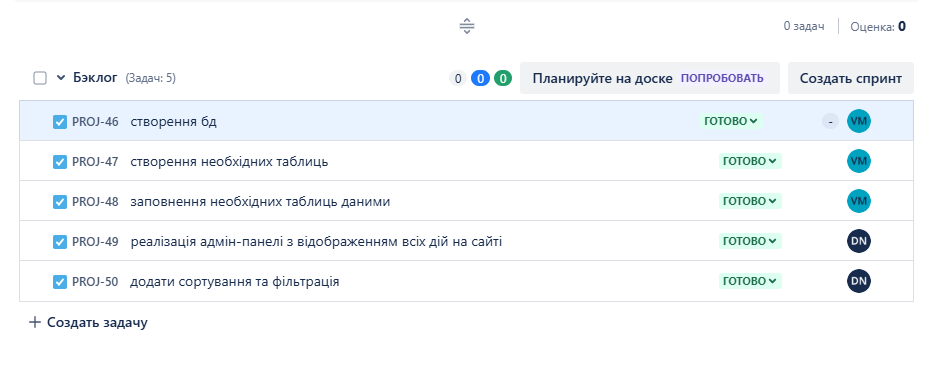 0 задач Оценка: 0
Бэклог (Задач: 5) 0 0 0 Планируйте на доске ПОПРОБОВАТЬ Создать спринт
PROJ-46 створення бд ГОТОВО - VM
PROJ-47 створення необхідних таблиць ГОТОВО VM
PROJ-48 заповнення необхідних таблиць даними ГОТОВО VM
PROJ-49 реалізація адмін-панелі з відображенням всіх дій на сайті ГОТОВО DN
PROJ-50 додати сортування та фільтрація ГОТОВО DN
+ Создать задачу